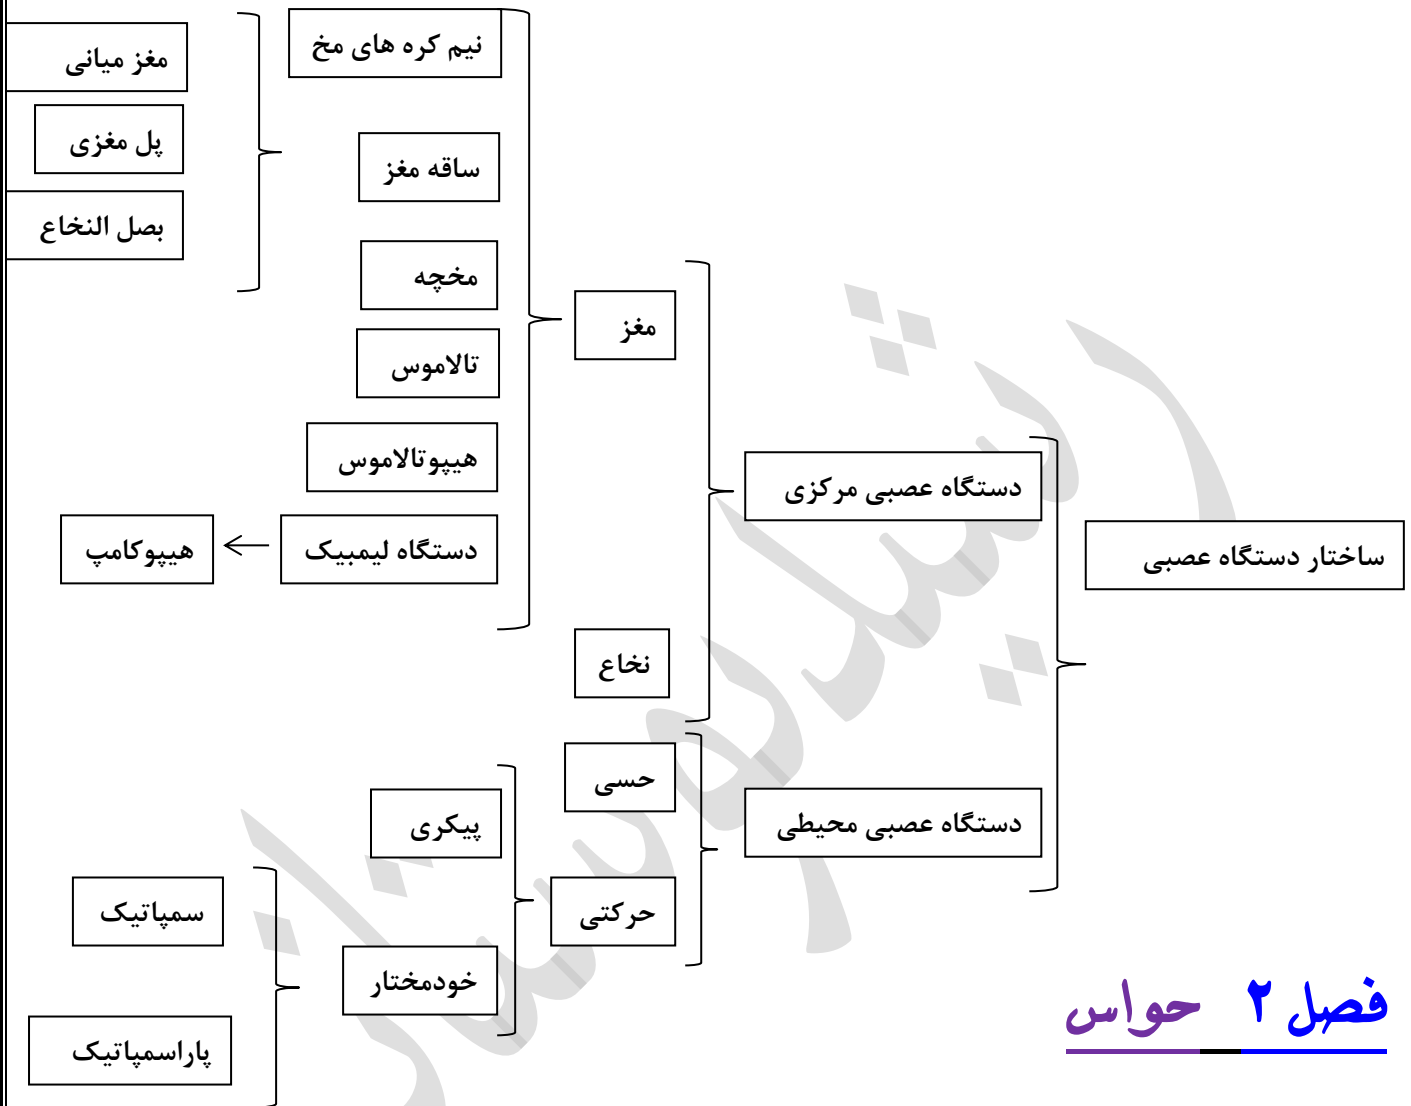 ساختار دستگاه عصبی
دستگاه عصبی مرکزی
مغز
نیم کره های مخ
ساقه مغز
مغز میانی
پل مغزی
بصل النخاع
مخچه
تالاموس
هیپوتالاموس
دستگاه لیمبیک
هیپوکامپ
نخاع
دستگاه عصبی محیطی
حسی
حرکتی
پیکری
خودمختار
سمپاتیک
پاراسمپاتیک
فصل ۲ حواس